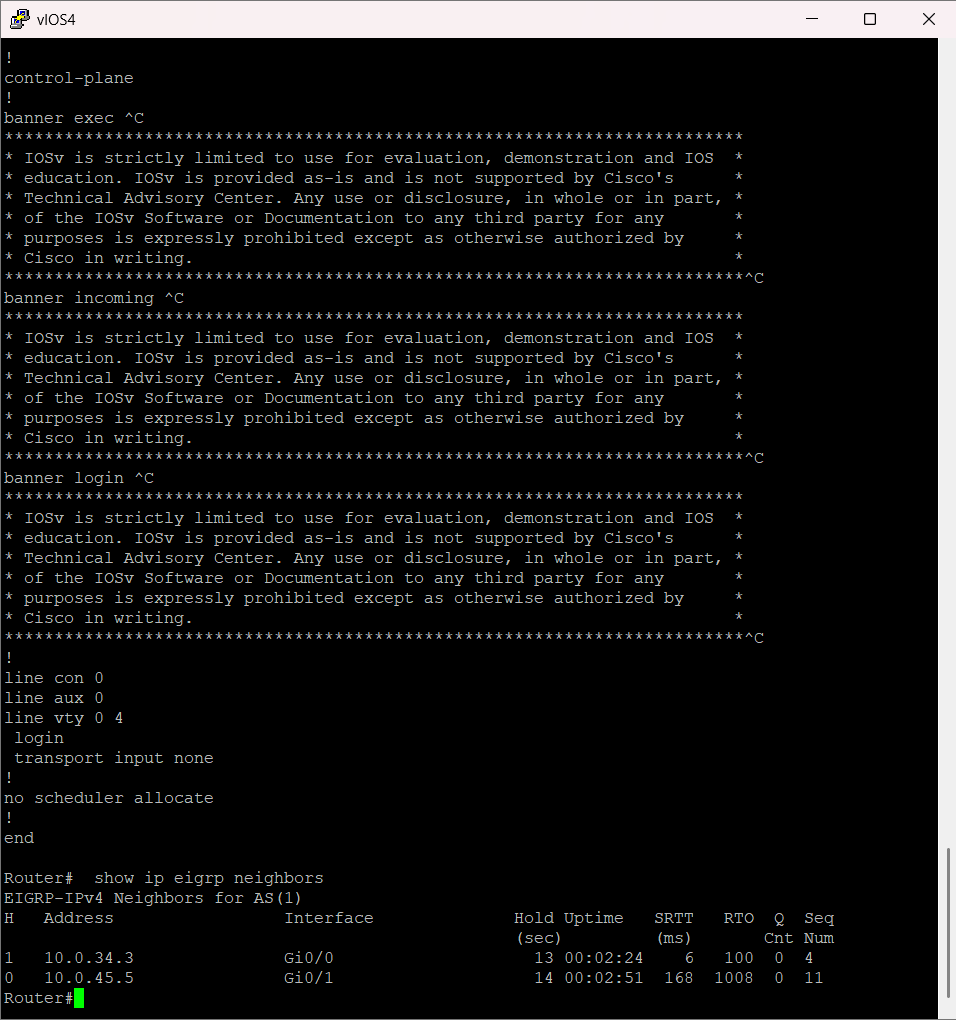 vIOS4
!
control-plane
!
banner exec ^C
**************************************************************************
* IOSv is strictly limited to use for evaluation, demonstration and IOS  *
* education. IOSv is provided as-is and is not supported by Cisco's      *
* Technical Advisory Center. Any use or disclosure, in whole or in part, *
* of the IOSv Software or Documentation to any third party for any       *
* purposes is expressly prohibited except as otherwise authorized by     *
* Cisco in writing.                                                      *
**************************************************************************^C
banner incoming ^C
**************************************************************************
* IOSv is strictly limited to use for evaluation, demonstration and IOS  *
* education. IOSv is provided as-is and is not supported by Cisco's      *
* Technical Advisory Center. Any use or disclosure, in whole or in part, *
* of the IOSv Software or Documentation to any third party for any       *
* purposes is expressly prohibited except as otherwise authorized by     *
* Cisco in writing.                                                      *
**************************************************************************^C
banner login ^C
**************************************************************************
* IOSv is strictly limited to use for evaluation, demonstration and IOS  *
* education. IOSv is provided as-is and is not supported by Cisco's      *
* Technical Advisory Center. Any use or disclosure, in whole or in part, *
* of the IOSv Software or Documentation to any third party for any       *
* purposes is expressly prohibited except as otherwise authorized by     *
* Cisco in writing.                                                      *
**************************************************************************^C
!
line con 0
line aux 0
line vty 0 4
 login
 transport input none
!
no scheduler allocate
!
end

Router#  show ip eigrp neighbors
EIGRP-IPv4 Neighbors for AS(1)
H   Address                 Interface              Hold Uptime   SRTT   RTO  Q  Seq
                                                   (sec)         (ms)       Cnt Num
1   10.0.34.3               Gi0/0                    13 00:02:24    6   100  0  4
0   10.0.45.5               Gi0/1                    14 00:02:51  168  1008  0  11
Router#